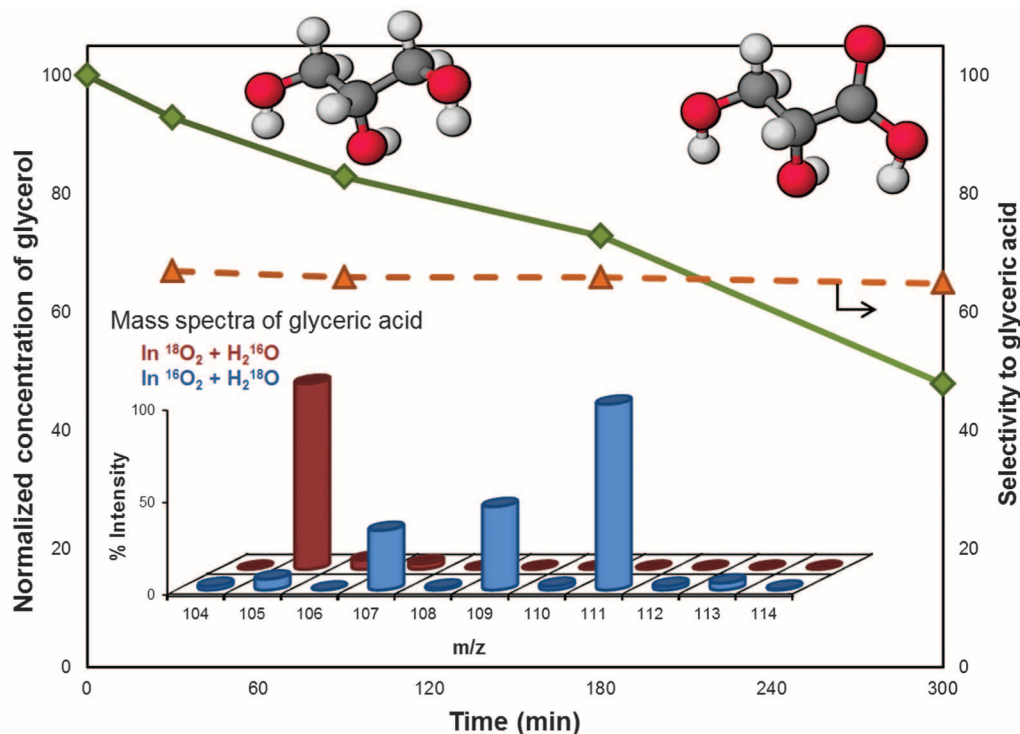 100
80
60
40
20
0
Normalized concentration of glycerol
100
80
60
40
20
0
Selectivity to glyceric acid
Mass spectra of glyceric acid
In ¹⁸O₂ + H₂¹⁶O
In ¹⁶O₂ + H₂¹⁸O
100
50
0
% Intensity
104 105 106 107 108 109 110 111 112 113 114
m/z
0 60 120 180 240 300
Time (min)